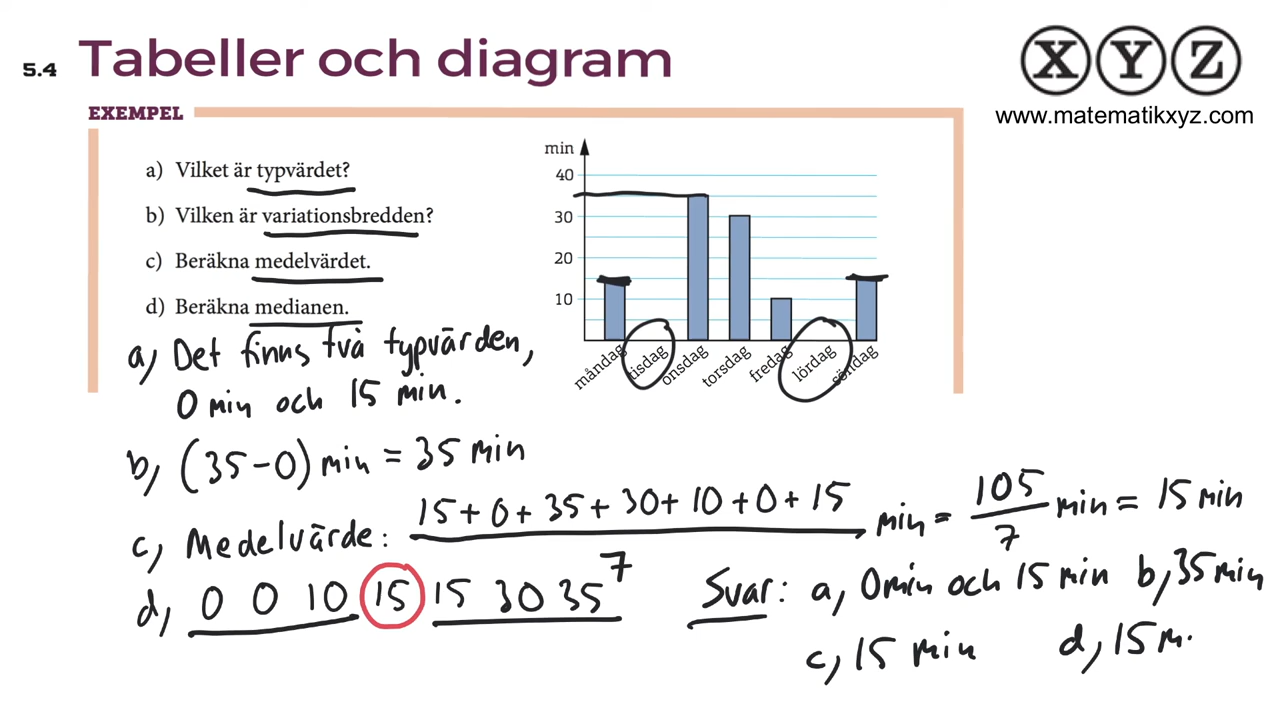 5.4 Tabeller och diagram
X Y Z
www.matematikxyz.com
EXEMPEL
a) Vilket är typvärdet?
b) Vilken är variationsbredden?
c) Beräkna medelvärdet.
d) Beräkna medianen.
min
40
30
20
10
måndag tisdag onsdag torsdag fredag lördag söndag
a, Det finns två typvärden,
0 min och 15 min.
b, (35-0) min = 35 min
c, Medelvärde: 15+0+35+30+10+0+15 / 7 min = 105 / 7 min = 15 min
d, 0 0 10 15 15 30 35
Svar: a, 0min och 15 min b, 35 min
c, 15 min d, 15 m.